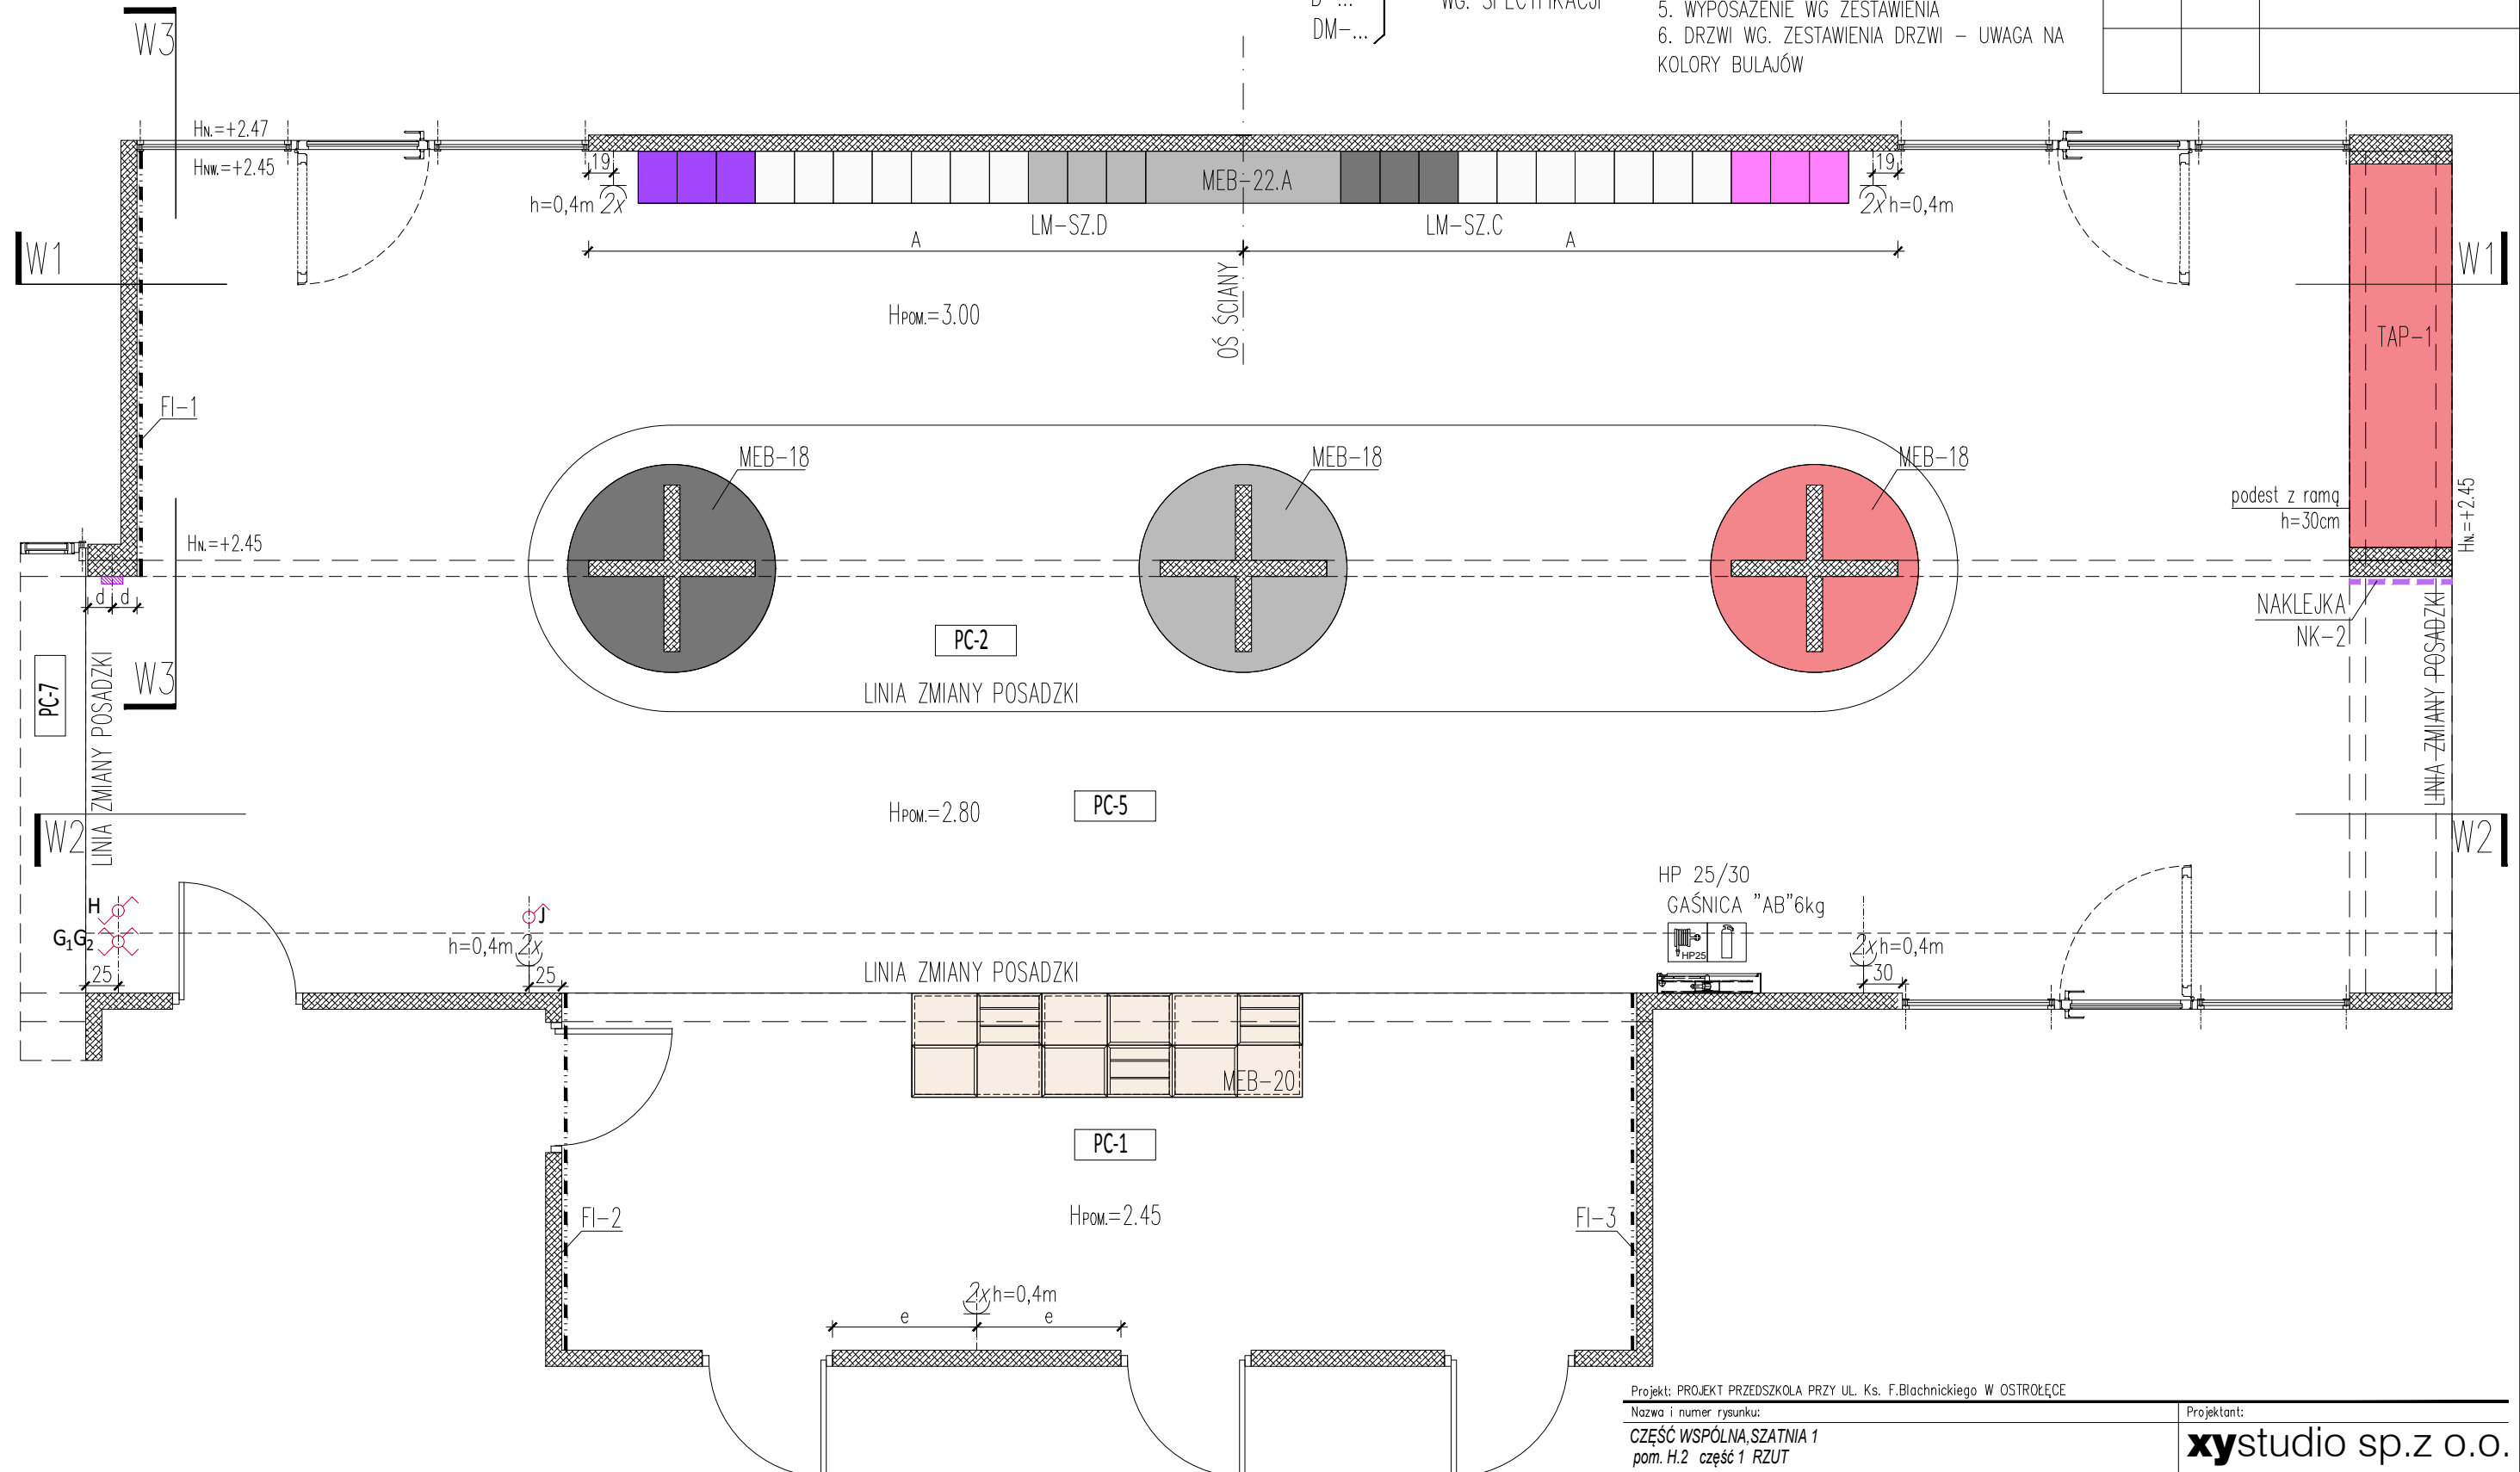 DM-...
5. WYPOSAŻENIE WG ZESTAWIENIA
6. DRZWI WG. ZESTAWIENIA DRZWI – UWAGA NA
KOLORY BULAJÓW
W3
HN.=+2.47
HNW.=+2.45
19
h=0,4m 2x
MEB-22.A
19
2x h=0,4m
LM-SZ.D
LM-SZ.C
A
A
W1
W1
OŚ ŚCIANY
HPOM.=3.00
TAP-1
FI-1
MEB-18
MEB-18
MEB-18
podest z ramą
h=30cm
HN.=+2.45
HN.=+2.45
d
d
NAKLEJKA
NK-2
PC-2
LINIA ZMIANY POSADZKI
W3
PC-7
LINIA ZMIANY POSADZKI
LINIA ZMIANY POSADZKI
HPOM.=2.80
PC-5
W2
W2
HP 25/30
GAŚNICA "AB"6kg
HP25
H
G1G2
25
J
h=0,4m 2x
25
LINIA ZMIANY POSADZKI
2x h=0,4m
30
MEB-20
PC-1
HPOM.=2.45
FI-2
FI-3
2x h=0,4m
e
e
Projekt: PROJEKT PRZEDSZKOLA PRZY UL. Ks. F.Blachnickiego W OSTROŁĘCE
Nazwa i numer rysunku:
Projektant:
CZĘŚĆ WSPÓLNA,SZATNIA 1
pom. H.2 część 1 RZUT
xystudio sp.z o.o.